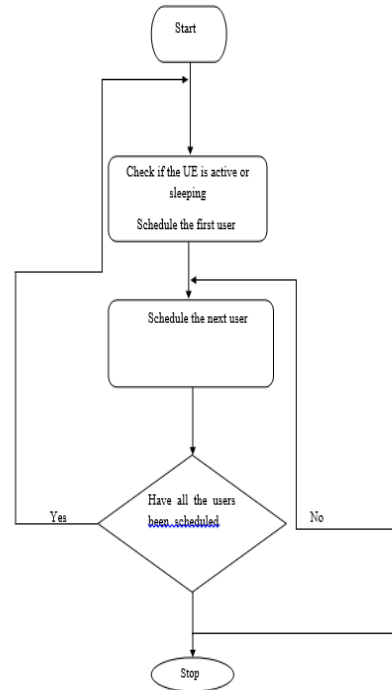 Start
Check if the UE is active or
sleeping
Schedule the first user
Schedule the next user
Have all the users
been scheduled
Yes
No
Stop